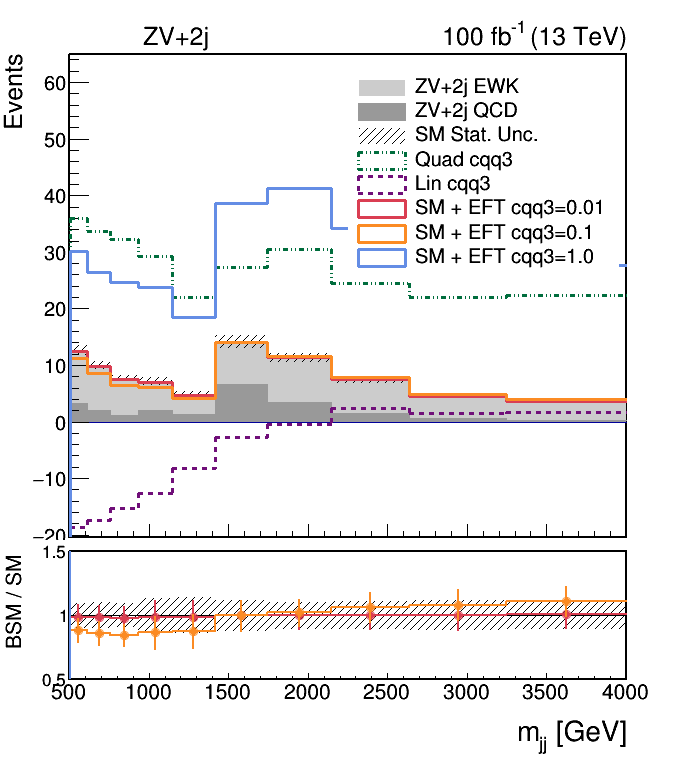 ZV+2j
100 fb-1 (13 TeV)
Events
60
50
40
30
20
10
0
−10
−20
ZV+2j EWK
ZV+2j QCD
SM Stat. Unc.
Quad cqq3
Lin cqq3
SM + EFT cqq3=0.01
SM + EFT cqq3=0.1
SM + EFT cqq3=1.0
BSM / SM
1.5
1
0.5
500 1000 1500 2000 2500 3000 3500 4000
mjj [GeV]